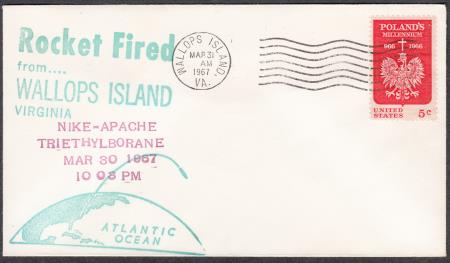 Rocket Fired
from....
WALLOPS ISLAND
VIRGINIA
NIKE-APACHE
TRIETHYLBORANE
MAR 30 1967
10 03 PM
ATLANTIC
OCEAN
WALLOPS ISLAND,
MAR 31
AM
1967
VA.
POLAND'S
MILLENNIUM
966 1966
UNITED
STATES 5c